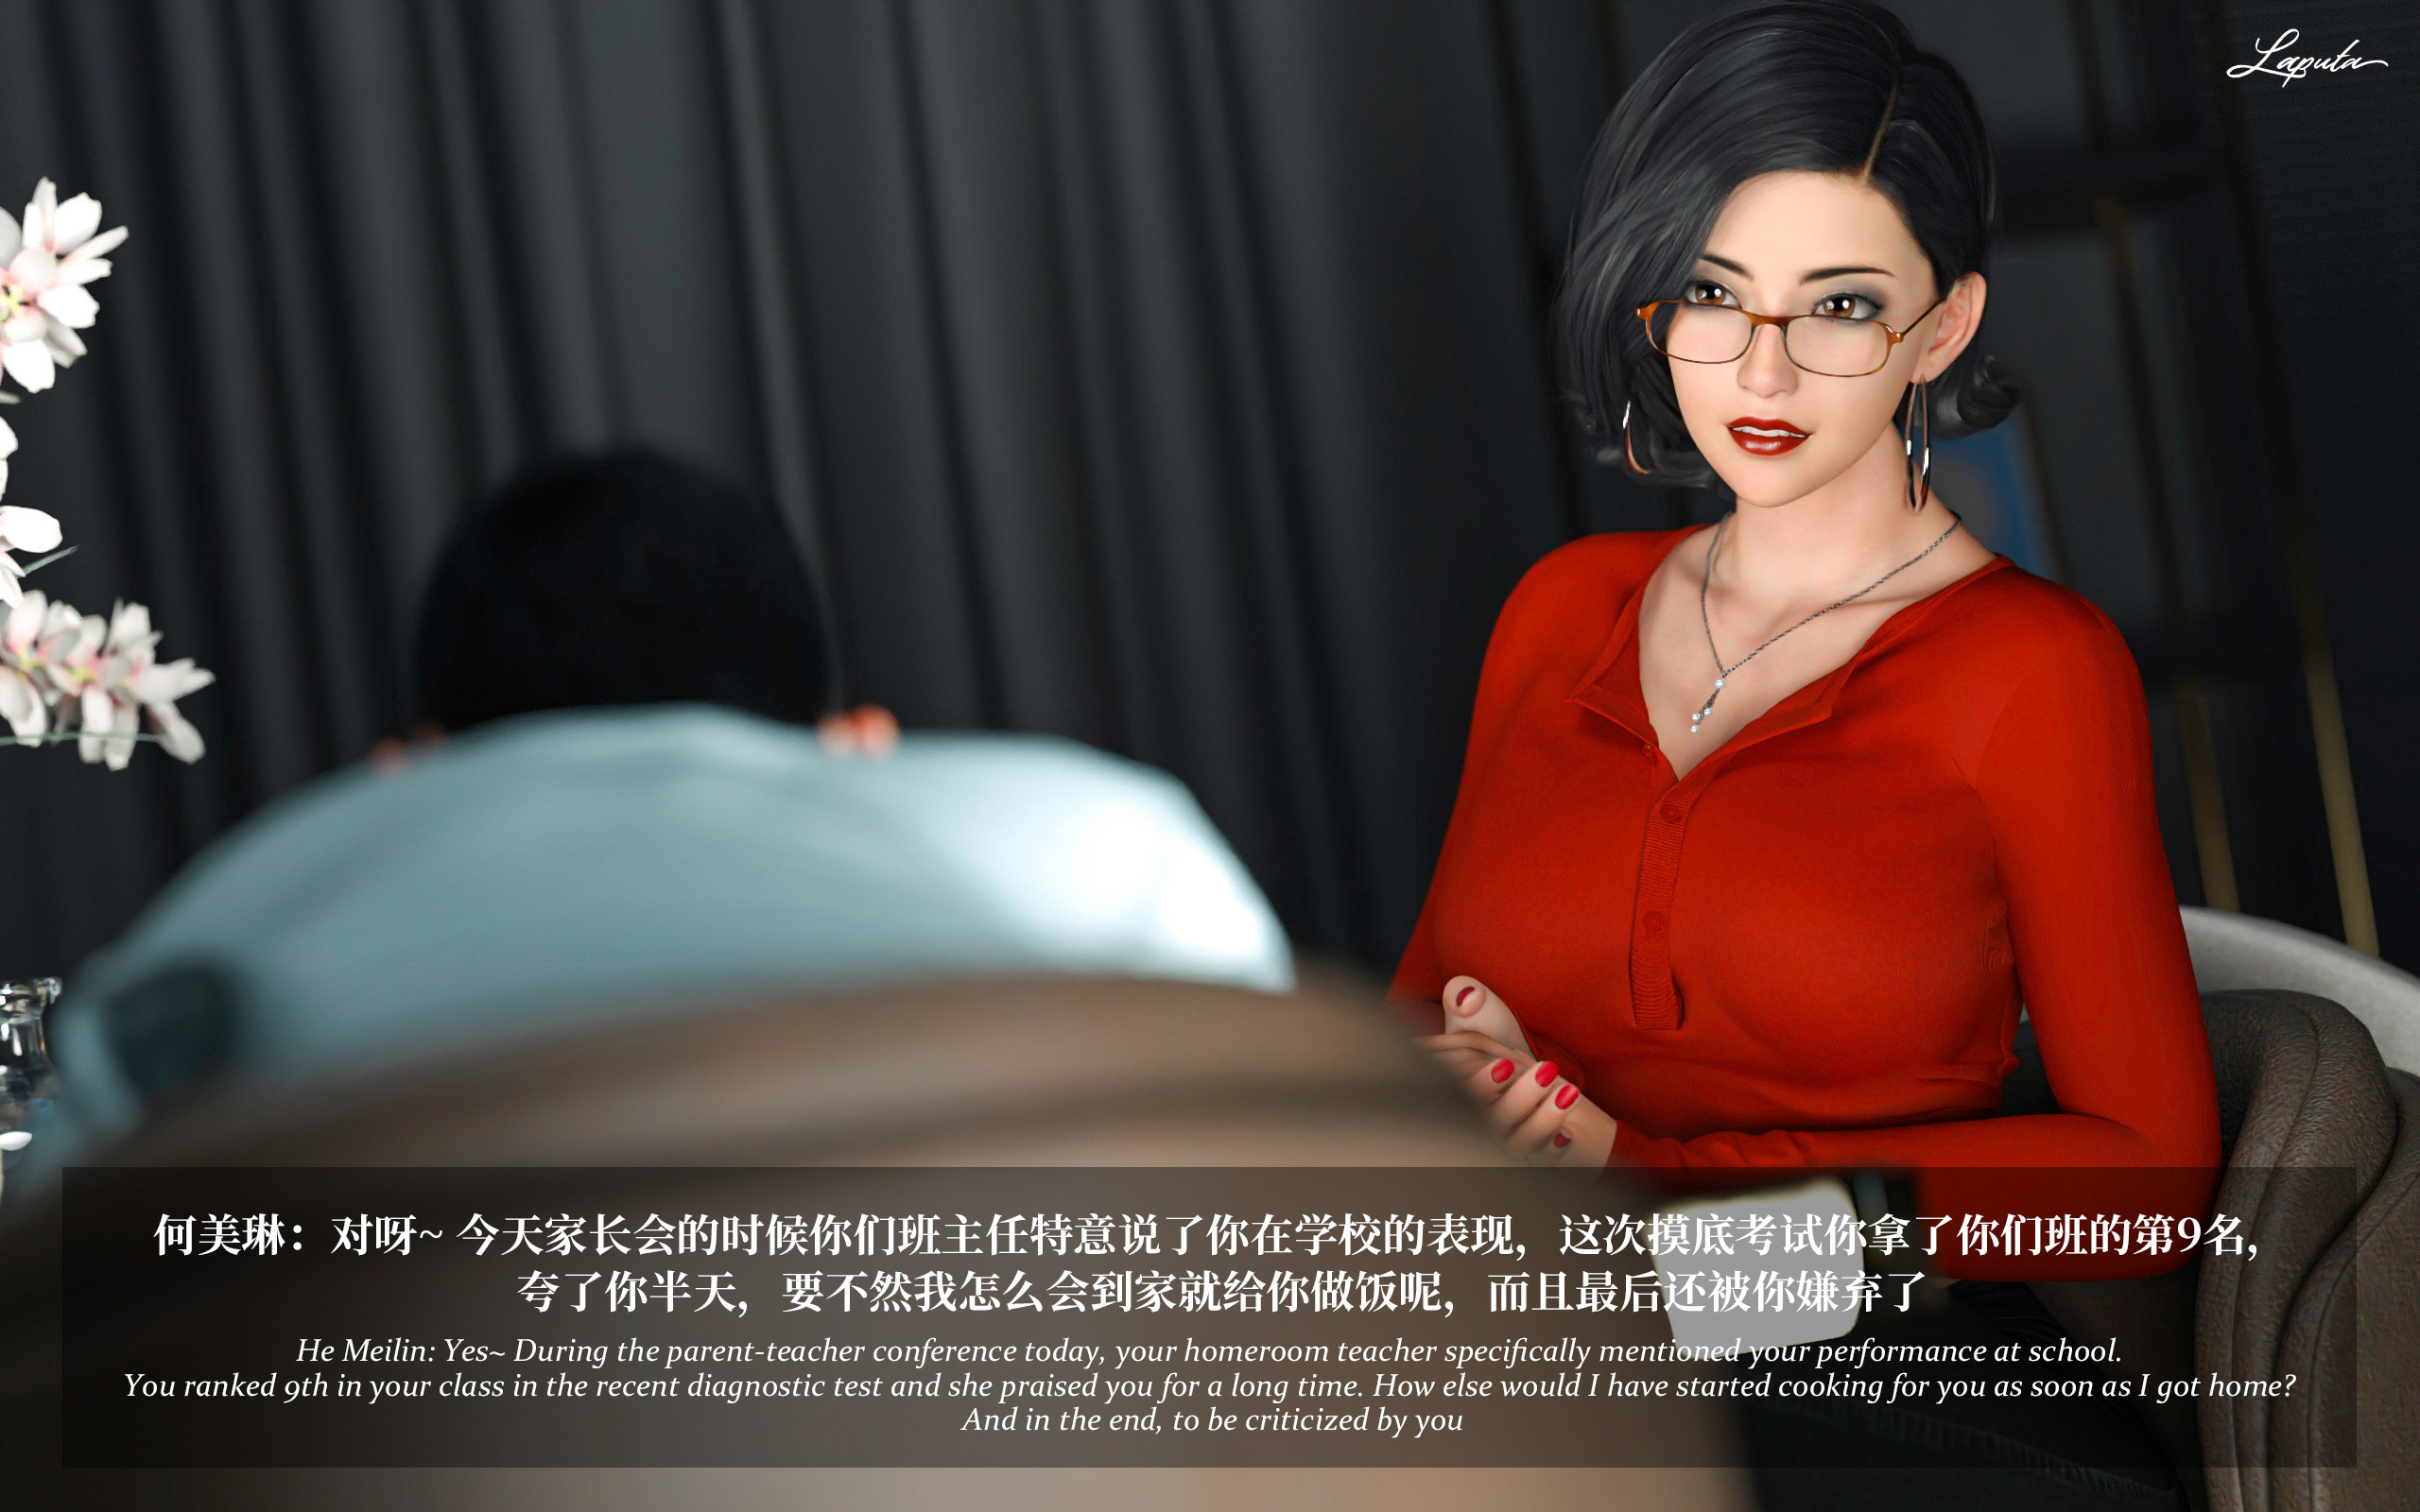 Laputa
何美琳：对呀~ 今天家长会的时候你们班主任特意说了你在学校的表现，这次摸底考试你拿了你们班的第9名，
夸了你半天，要不然我怎么会到家就给你做饭呢，而且最后还被你嫌弃了
He Meilin: Yes~ During the parent-teacher conference today, your homeroom teacher specifically mentioned your performance at school.
You ranked 9th in your class in the recent diagnostic test and she praised you for a long time. How else would I have started cooking for you as soon as I got home?
And in the end, to be criticized by you